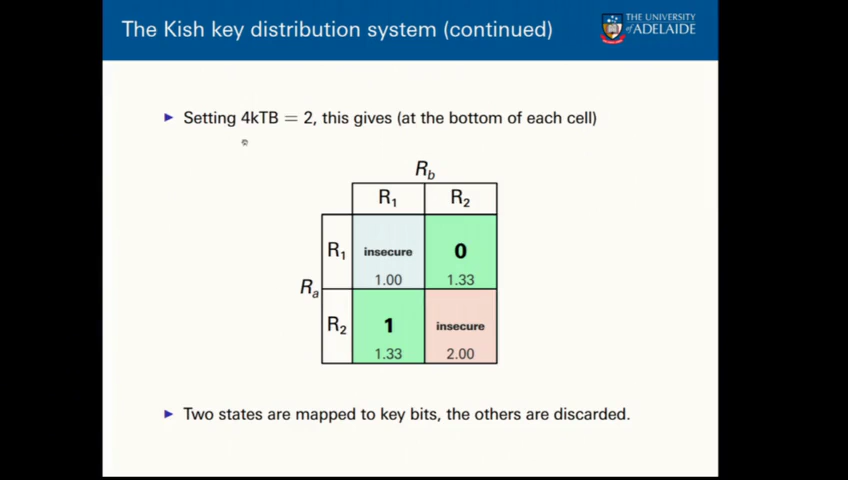 The Kish key distribution system (continued)
THE UNIVERSITY
of ADELAIDE
► Setting 4kTB = 2, this gives (at the bottom of each cell)
R_b
R₁ R₂
R₁ insecure 0
1.00 1.33
R_a
R₂ 1 insecure
1.33 2.00
► Two states are mapped to key bits, the others are discarded.